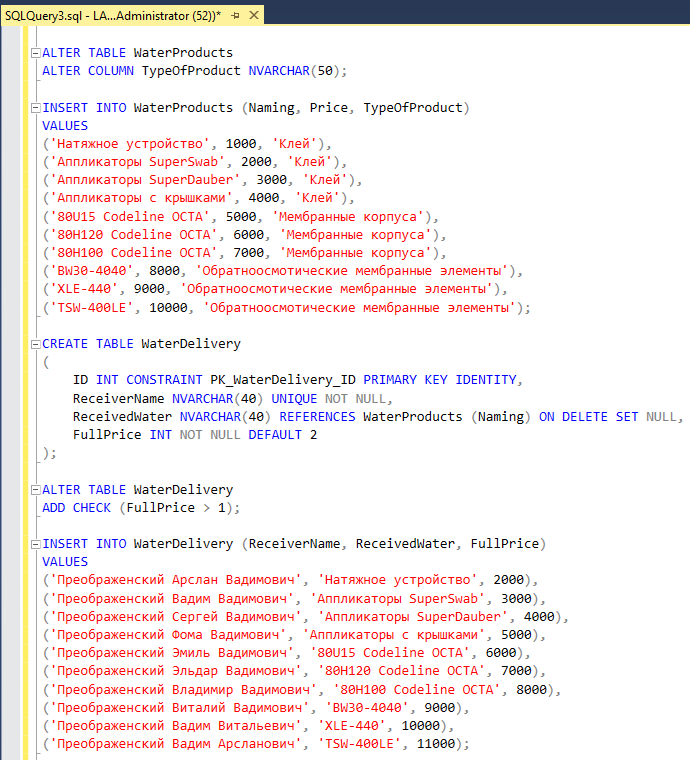 SQLQuery3.sql - LA...Administrator (52))*
ALTER TABLE WaterProducts
ALTER COLUMN TypeOfProduct NVARCHAR(50);
INSERT INTO WaterProducts (Naming, Price, TypeOfProduct)
VALUES
('Натяжное устройство', 1000, 'Клей'),
('Аппликаторы SuperSwab', 2000, 'Клей'),
('Аппликаторы SuperDauber', 3000, 'Клей'),
('Аппликаторы с крышками', 4000, 'Клей'),
('80U15 Codeline OCTA', 5000, 'Мембранные корпуса'),
('80H120 Codeline OCTA', 6000, 'Мембранные корпуса'),
('80H100 Codeline OCTA', 7000, 'Мембранные корпуса'),
('BW30-4040', 8000, 'Обратноосмотические мембранные элементы'),
('XLE-440', 9000, 'Обратноосмотические мембранные элементы'),
('TSW-400LE', 10000, 'Обратноосмотические мембранные элементы');
CREATE TABLE WaterDelivery
(
ID INT CONSTRAINT PK_WaterDelivery_ID PRIMARY KEY IDENTITY,
ReceiverName NVARCHAR(40) UNIQUE NOT NULL,
ReceivedWater NVARCHAR(40) REFERENCES WaterProducts (Naming) ON DELETE SET NULL,
FullPrice INT NOT NULL DEFAULT 2
);
ALTER TABLE WaterDelivery
ADD CHECK (FullPrice > 1);
INSERT INTO WaterDelivery (ReceiverName, ReceivedWater, FullPrice)
VALUES
('Преображенский Арслан Вадимович', 'Натяжное устройство', 2000),
('Преображенский Вадим Вадимович', 'Аппликаторы SuperSwab', 3000),
('Преображенский Сергей Вадимович', 'Аппликаторы SuperDauber', 4000),
('Преображенский Фома Вадимович', 'Аппликаторы с крышками', 5000),
('Преображенский Эмиль Вадимович', '80U15 Codeline OCTA', 6000),
('Преображенский Эльдар Вадимович', '80H120 Codeline OCTA', 7000),
('Преображенский Владимир Вадимович', '80H100 Codeline OCTA', 8000),
('Преображенский Виталий Вадимович', 'BW30-4040', 9000),
('Преображенский Вадим Витальевич', 'XLE-440', 10000),
('Преображенский Вадим Арсланович', 'TSW-400LE', 11000);